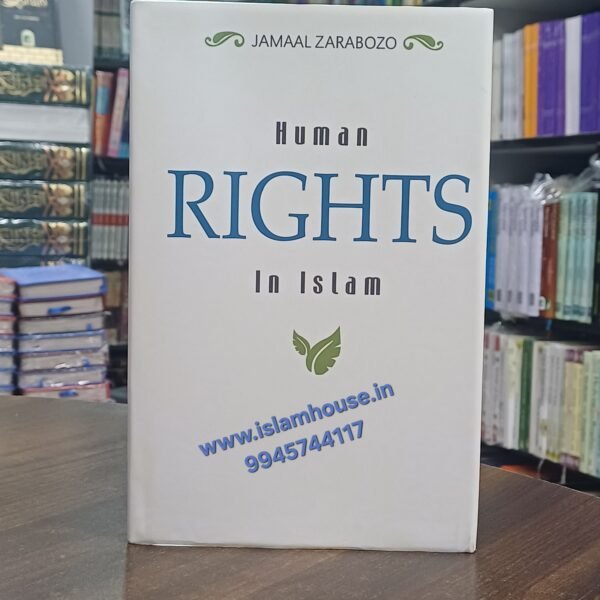 JAMAAL ZARABOZO
Human
RIGHTS
In Islam
www.islamhouse.in
9945744117